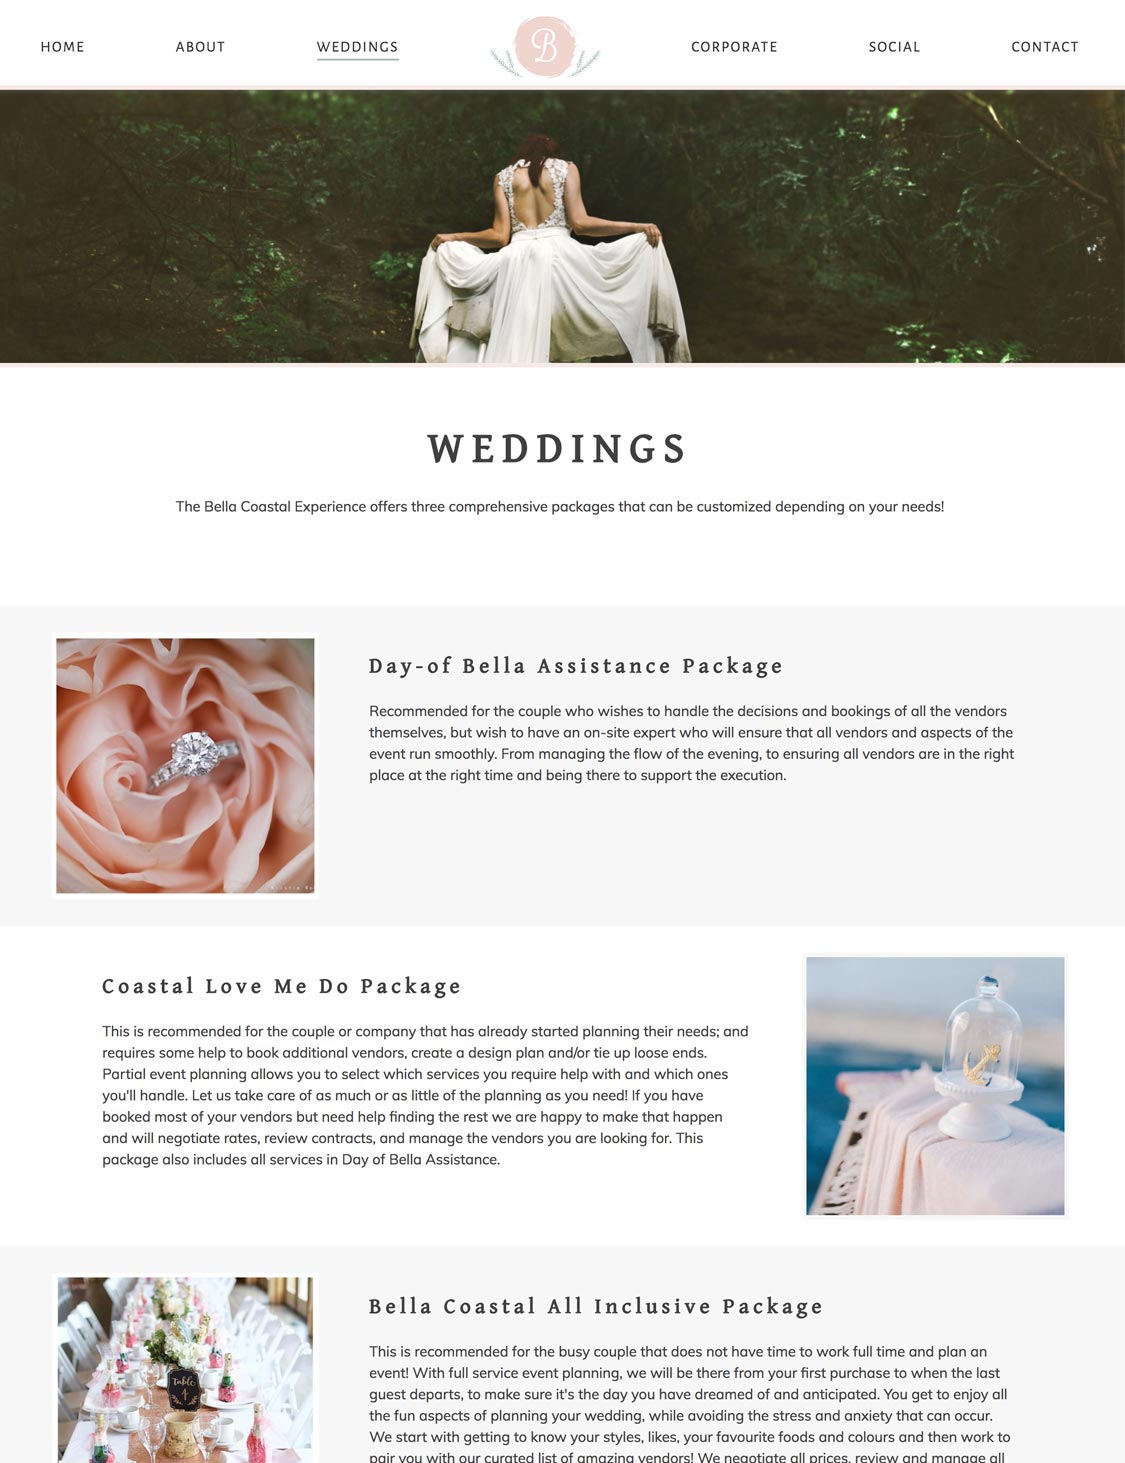 HOME ABOUT WEDDINGS B CORPORATE SOCIAL CONTACT
WEDDINGS
The Bella Coastal Experience offers three comprehensive packages that can be customized depending on your needs!
Day-of Bella Assistance Package
Recommended for the couple who wishes to handle the decisions and bookings of all the vendors
themselves, but wish to have an on-site expert who will ensure that all vendors and aspects of the
event run smoothly. From managing the flow of the evening, to ensuring all vendors are in the right
place at the right time and being there to support the execution.
Coastal Love Me Do Package
This is recommended for the couple or company that has already started planning their needs; and
requires some help to book additional vendors, create a design plan and/or tie up loose ends.
Partial event planning allows you to select which services you require help with and which ones
you'll handle. Let us take care of as much or as little of the planning as you need! If you have
booked most of your vendors but need help finding the rest we are happy to make that happen
and will negotiate rates, review contracts, and manage the vendors you are looking for. This
package also includes all services in Day of Bella Assistance.
Bella Coastal All Inclusive Package
This is recommended for the busy couple that does not have time to work full time and plan an
event! With full service event planning, we will be there from your first purchase to when the last
guest departs, to make sure it's the day you have dreamed of and anticipated. You get to enjoy all
the fun aspects of planning your wedding, while avoiding the stress and anxiety that can occur.
We start with getting to know your styles, likes, your favourite foods and colours and then work to
pair you with our curated list of amazing vendors! We negotiate all prices, review and manage all
table
4